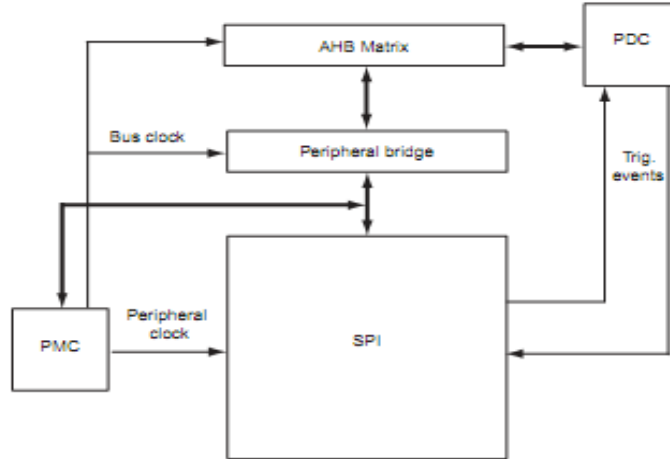 AHB Matrix
PDC
Bus clock
Peripheral bridge
Trig.
events
Peripheral
clock
PMC
SPI